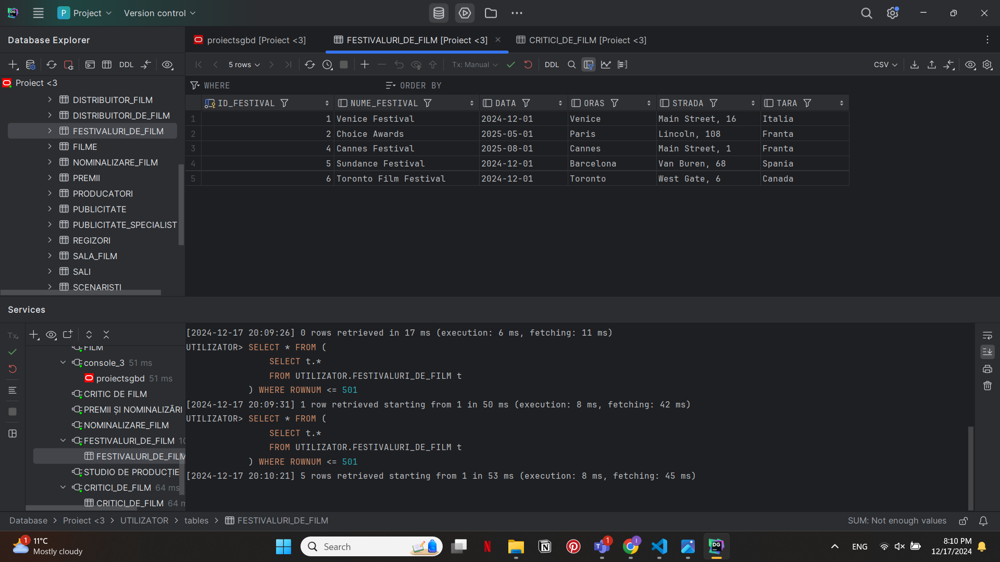 P Project Version control
Database Explorer
proiectsgbd [Proiect <3] FESTIVALURI_DE_FILM [Proiect <3] CRITICI_DE_FILM [Proiect <3]
DDL
5 rows Tx: Manual DDL CSV
Proiect <3
WHERE ORDER BY
DISTRIBUITOR_FILM
DISTRIBUITORI_DE_FILM
FESTIVALURI_DE_FILM
FILME
NOMINALIZARE_FILM
PREMII
PRODUCATORI
PUBLICITATE
PUBLICITATE_SPECIALIST
REGIZORI
SALA_FILM
SALI
SCENARISTI
ID_FESTIVAL NUME_FESTIVAL DATA ORAS STRADA TARA
1 1 Venice Festival 2024-12-01 Venice Main Street, 16 Italia
2 2 Choice Awards 2025-05-01 Paris Lincoln, 108 Franta
3 4 Cannes Festival 2025-08-01 Cannes Main Street, 1 Franta
4 5 Sundance Festival 2024-12-01 Barcelona Van Buren, 68 Spania
5 6 Toronto Film Festival 2024-12-01 Toronto West Gate, 6 Canada
Services
Tx
FILM
console_3 51 ms
proiectsgbd 51 ms
CRITIC DE FILM
PREMII ȘI NOMINALIZĂRI
NOMINALIZARE_FILM
FESTIVALURI_DE_FILM 10
FESTIVALURI_DE_FILM
STUDIO DE PRODUCȚIE
CRITICI_DE_FILM 64 ms
CRITICI_DE_FILM 64 m
[2024-12-17 20:09:26] 0 rows retrieved in 17 ms (execution: 6 ms, fetching: 11 ms)
UTILIZATOR> SELECT * FROM (
SELECT t.*
FROM UTILIZATOR.FESTIVALURI_DE_FILM t
) WHERE ROWNUM <= 501
[2024-12-17 20:09:31] 1 row retrieved starting from 1 in 50 ms (execution: 8 ms, fetching: 42 ms)
UTILIZATOR> SELECT * FROM (
SELECT t.*
FROM UTILIZATOR.FESTIVALURI_DE_FILM t
) WHERE ROWNUM <= 501
[2024-12-17 20:10:21] 5 rows retrieved starting from 1 in 53 ms (execution: 8 ms, fetching: 45 ms)
Database > Proiect <3 > UTILIZATOR > tables > FESTIVALURI_DE_FILM
SUM: Not enough values
1 11°C
Mostly cloudy
Search
1
ENG
8:10 PM
12/17/2024